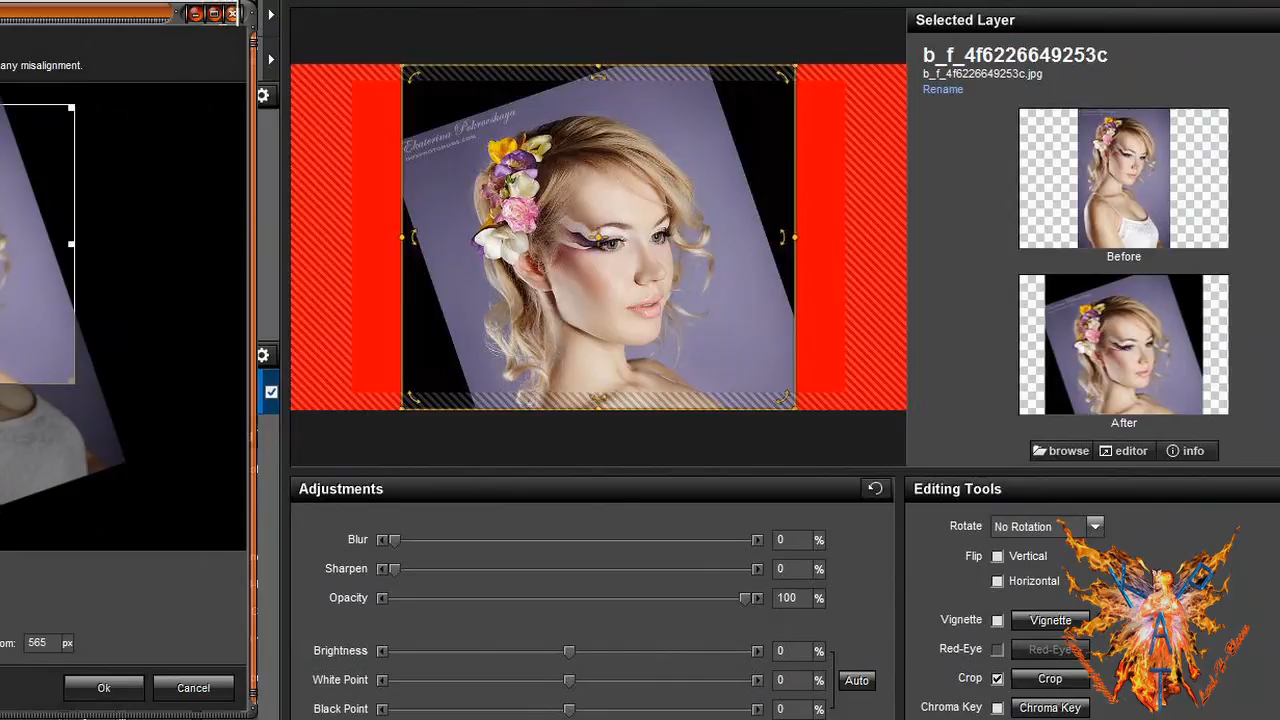 any misalignment.
om:
565
px
Ok
Cancel
Ekaterina Pokrovskaya
Selected Layer
b_f_4f6226649253c
b_f_4f6226649253c.jpg
Rename
Before
After
browse
editor
info
Adjustments
Blur
0
%
Sharpen
0
%
Opacity
100
%
Brightness
0
%
White Point
0
%
Auto
Black Point
0
%
Editing Tools
Rotate
No Rotation
Flip
Vertical
Horizontal
Vignette
Vignette
Red-Eye
Red-Eye
Crop
Crop
Chroma Key
Chroma Key